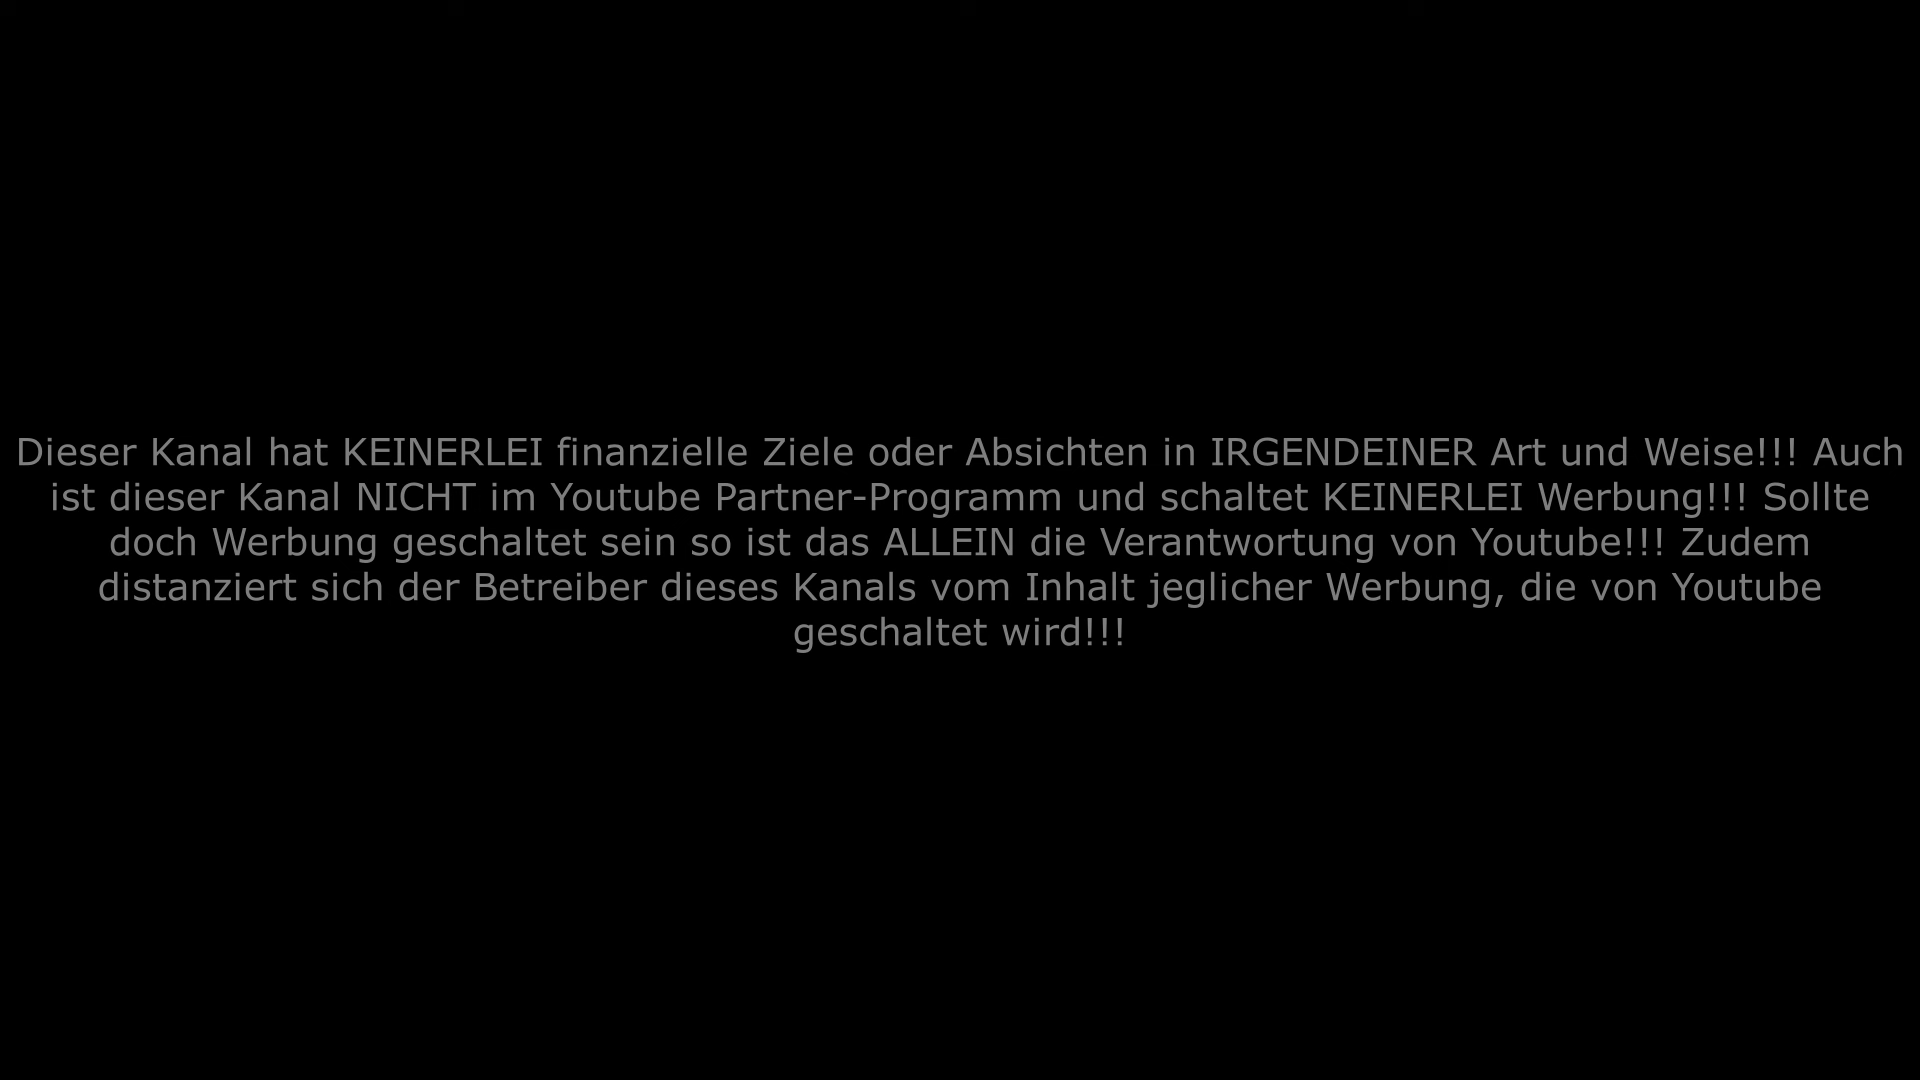 Dieser Kanal hat KEINERLEI finanzielle Ziele oder Absichten in IRGENDEINER Art und Weise!!! Auch
ist dieser Kanal NICHT im Youtube Partner-Programm und schaltet KEINERLEI Werbung!!! Sollte
doch Werbung geschaltet sein so ist das ALLEIN die Verantwortung von Youtube!!! Zudem
distanziert sich der Betreiber dieses Kanals vom Inhalt jeglicher Werbung, die von Youtube
geschaltet wird!!!